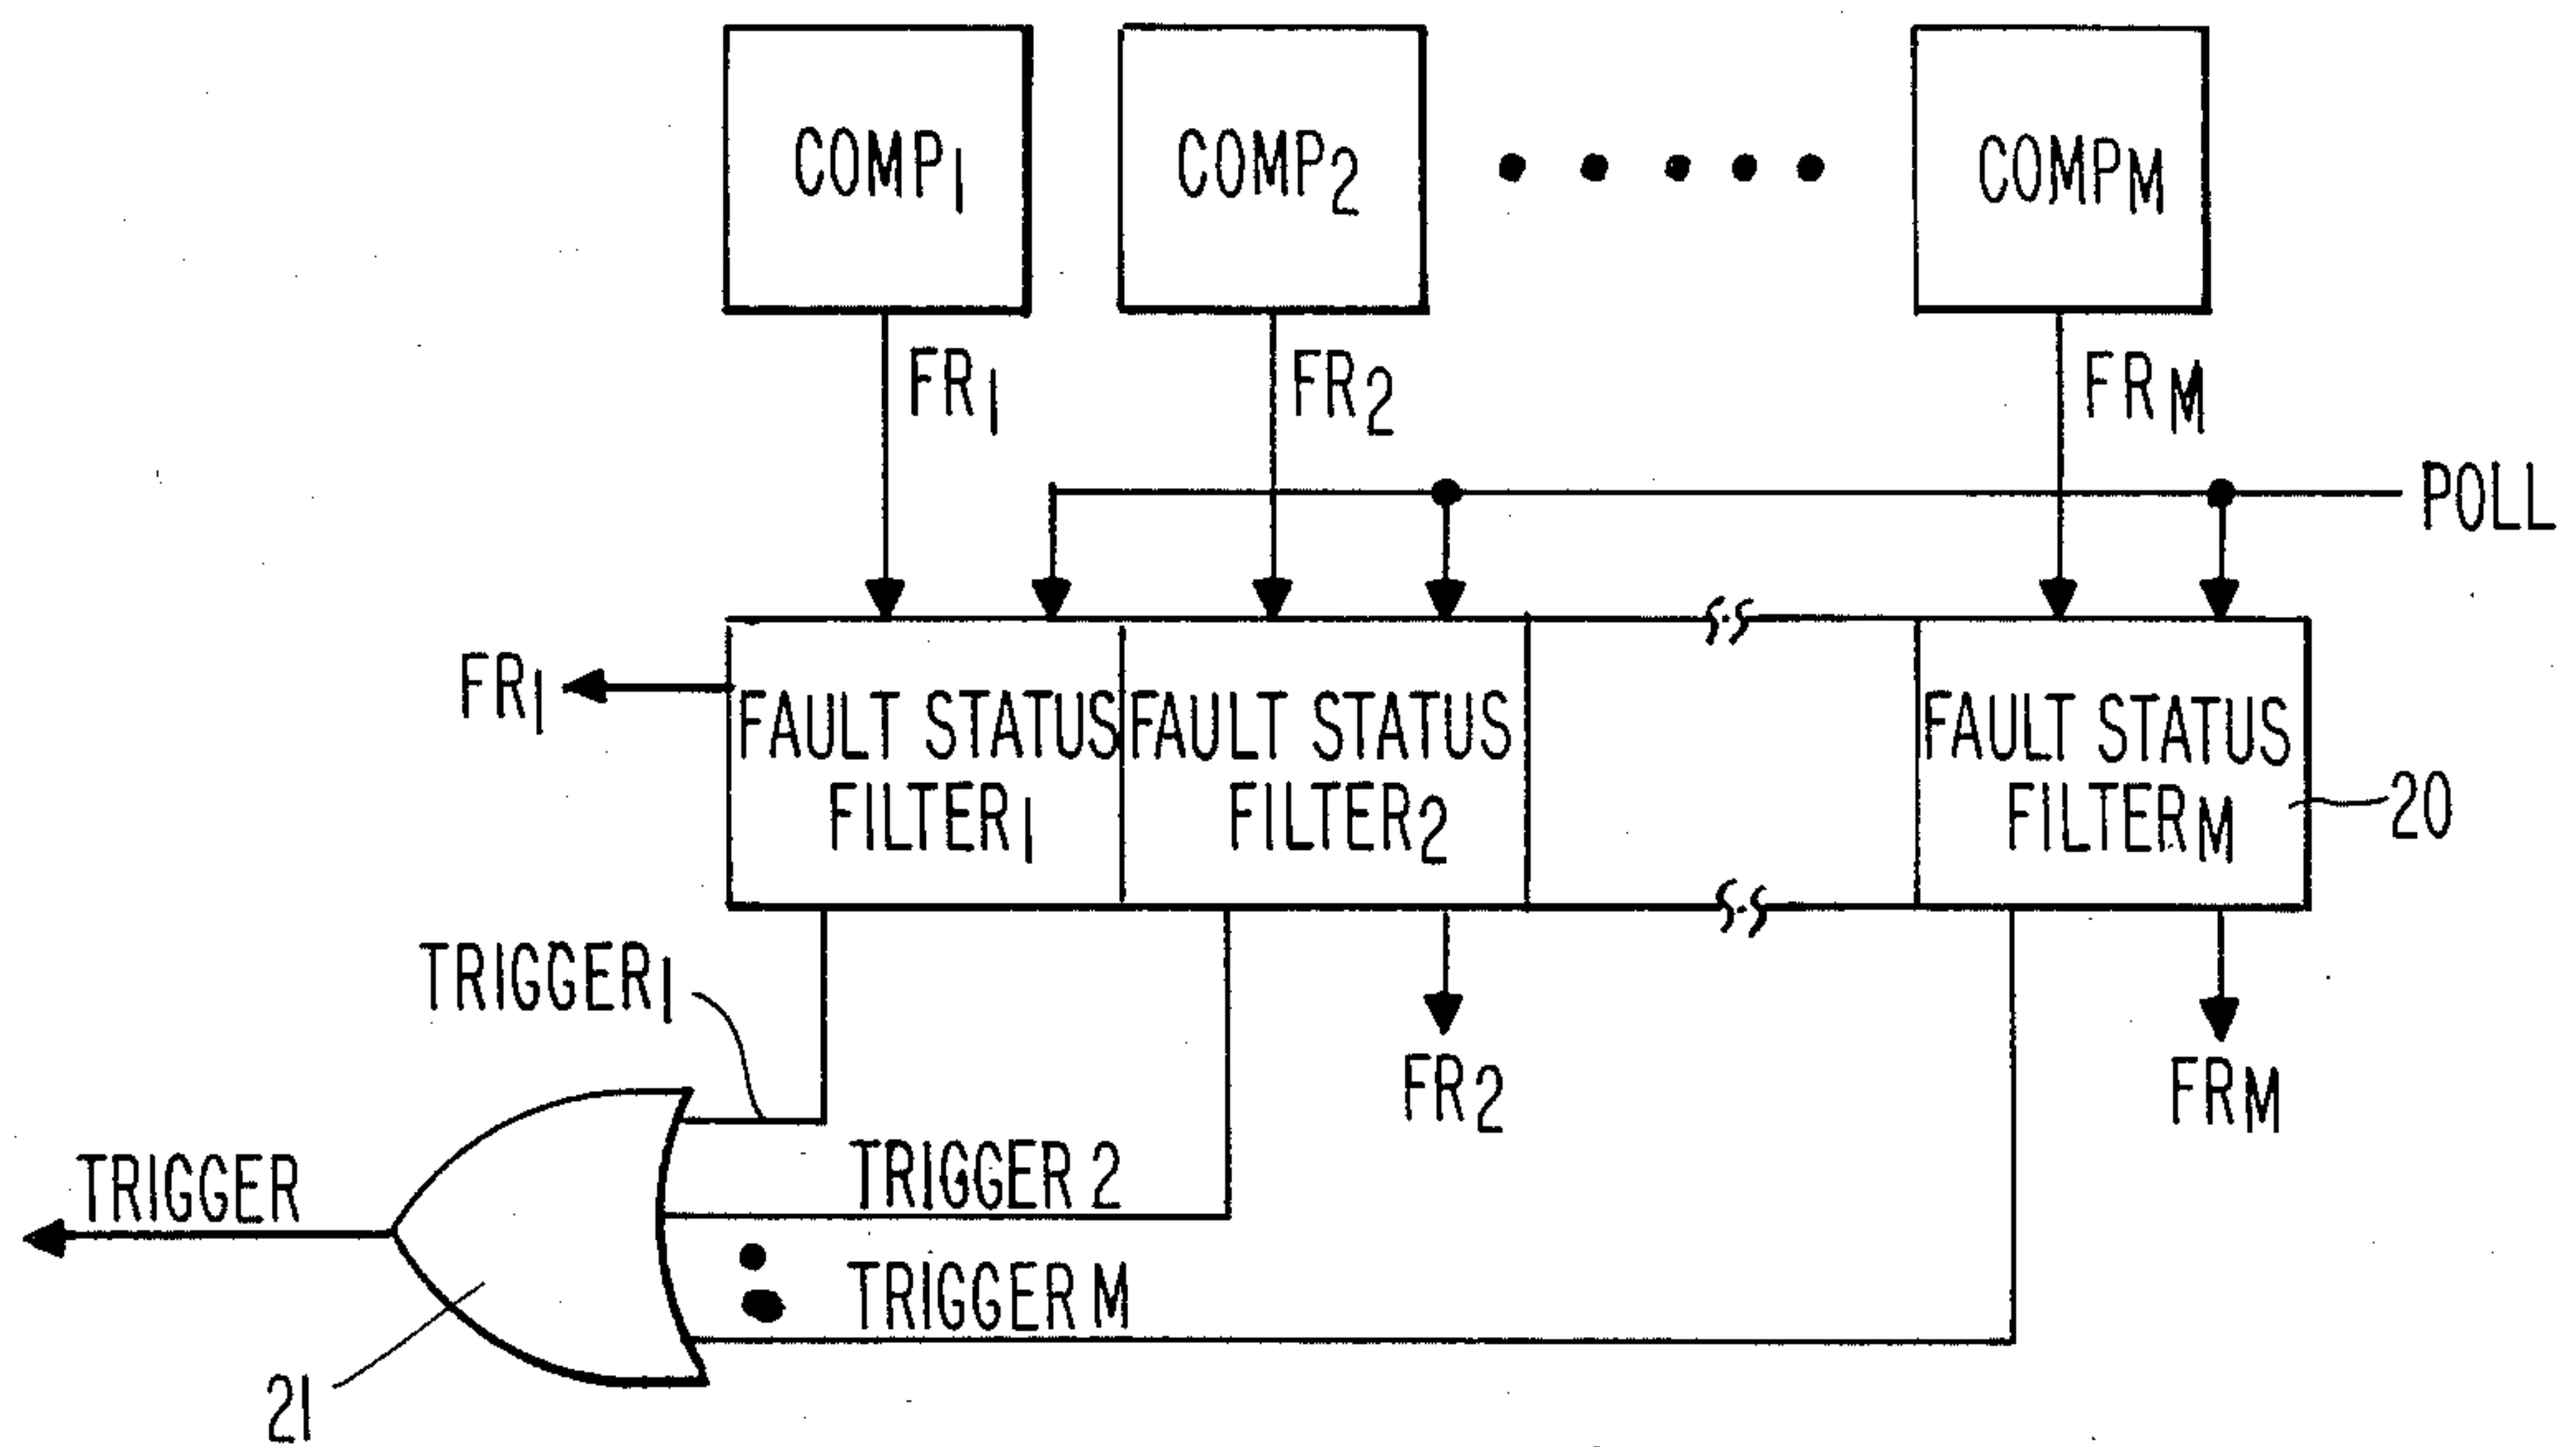 COMP1
COMP2
COMPM
FR1
FR2
FRM
POLL
FR1
FAULT STATUS
FILTER1
FAULT STATUS
FILTER2
FAULT STATUS
FILTERM
20
TRIGGER1
FR2
FRM
TRIGGER
TRIGGER 2
TRIGGER M
21